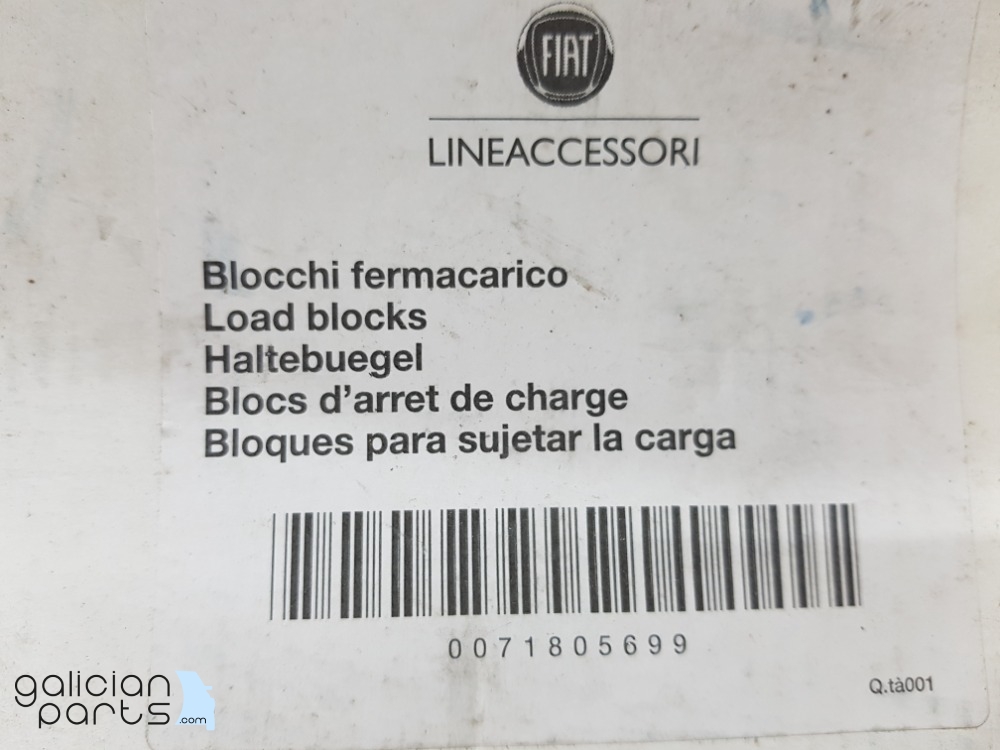 FIAT
LINEACCESSORI
Blocchi fermacarico
Load blocks
Haltebuegel
Blocs d'arret de charge
Bloques para sujetar la carga
0071805699
Q.tà001
galician
parts.com